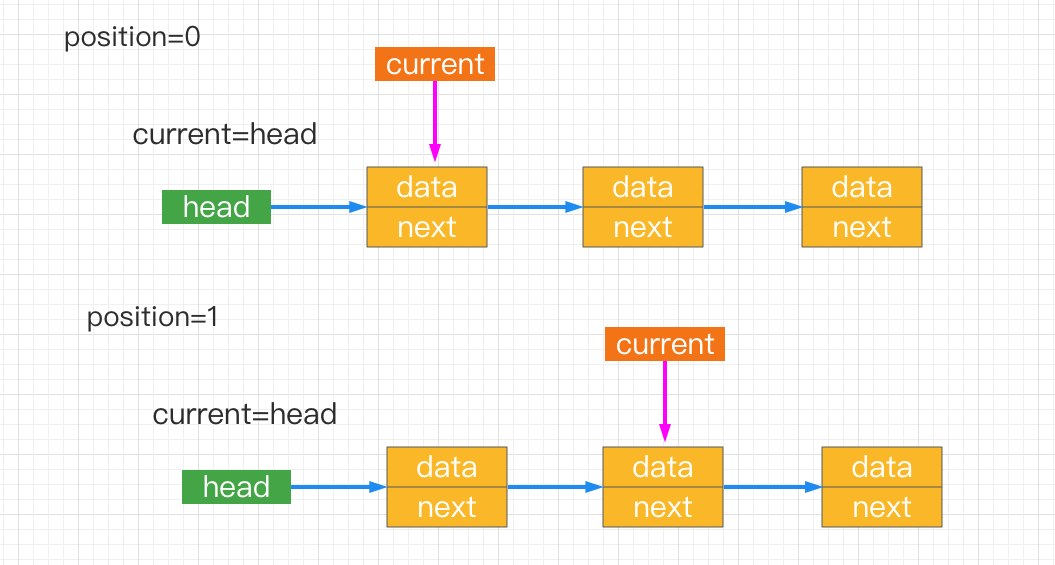 position=0
current
current=head
data data data
head
next next next
position=1
current
current=head
data data data
head
next next next